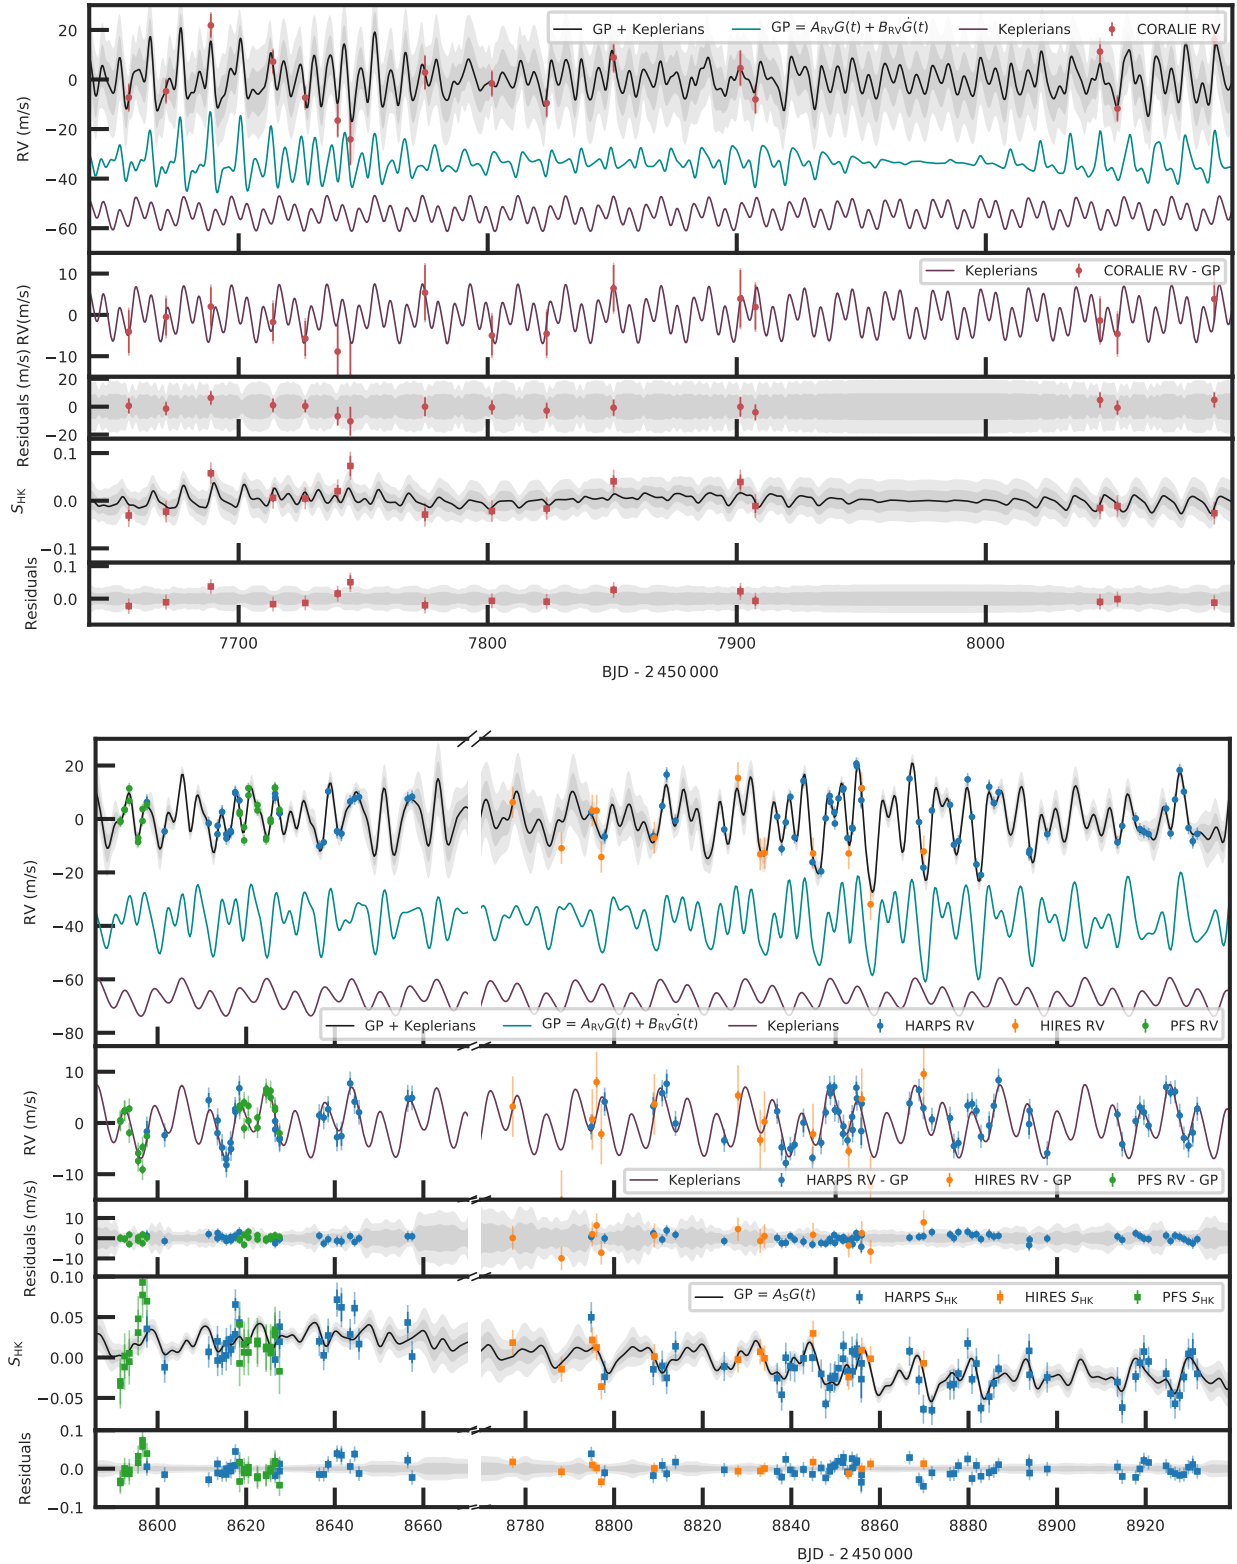 GP + Keplerians GP = A_RV G(t) + B_RV Ġ(t) Keplerians CORALIE RV
RV (m/s)
20
0
−20
−40
−60
Keplerians CORALIE RV - GP
RV(m/s)
10
0
−10
Residuals (m/s)
20
0
−20
S_HK
0.1
0.0
−0.1
Residuals
0.1
0.0
7700 7800 7900 8000
BJD - 2 450 000
RV (m/s)
20
0
−20
−40
−60
−80
GP + Keplerians GP = A_RV G(t) + B_RV Ġ(t) Keplerians HARPS RV HIRES RV PFS RV
RV (m/s)
10
0
−10
Keplerians HARPS RV - GP HIRES RV - GP PFS RV - GP
Residuals (m/s)
10
0
−10
GP = A_S G(t) HARPS S_HK HIRES S_HK PFS S_HK
S_HK
0.10
0.05
0.00
−0.05
Residuals
0.1
0.0
−0.1
8600 8620 8640 8660 8780 8800 8820 8840 8860 8880 8900 8920
BJD - 2 450 000